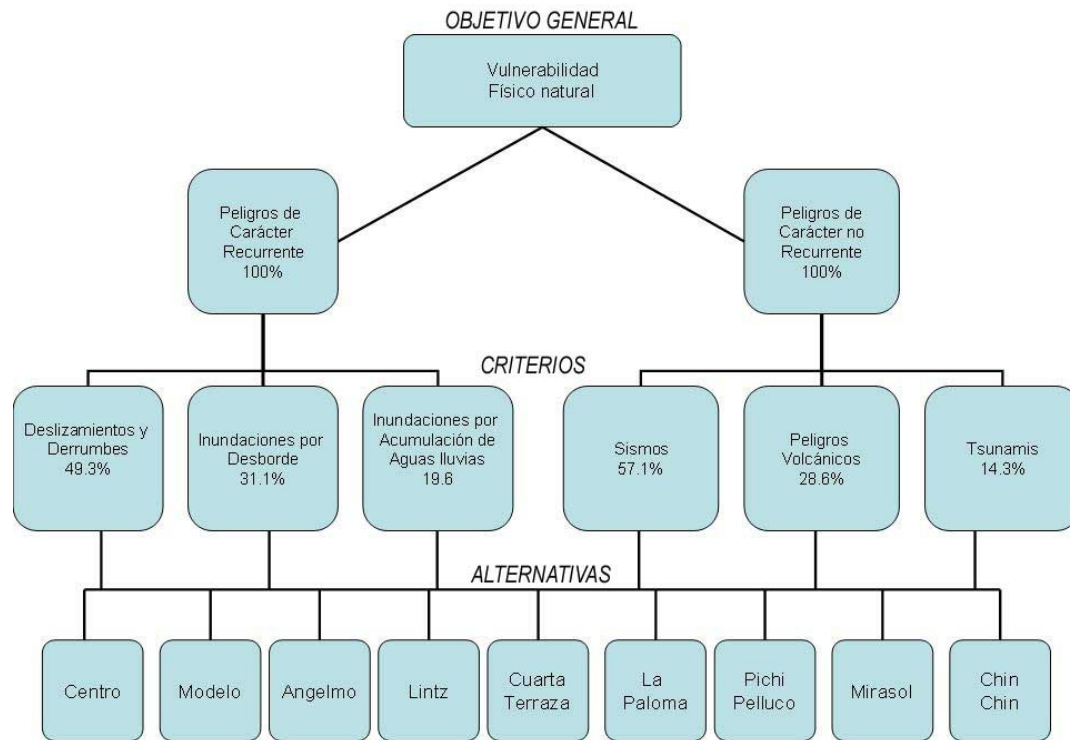 OBJETIVO GENERAL
Vulnerabilidad
Físico natural
Peligros de
Carácter
Recurrente
100%
Peligros de
Carácter no
Recurrente
100%
CRITERIOS
Deslizamientos y
Derrumbes
49.3%
Inundaciones por
Desborde
31.1%
Inundaciones por
Acumulación de
Aguas lluvias
19.6
Sismos
57.1%
Peligros
Volcánicos
28.6%
Tsunamis
14.3%
ALTERNATIVAS
Centro
Modelo
Angelmo
Lintz
Cuarta
Terraza
La
Paloma
Pichi
Pelluco
Mirasol
Chin
Chin